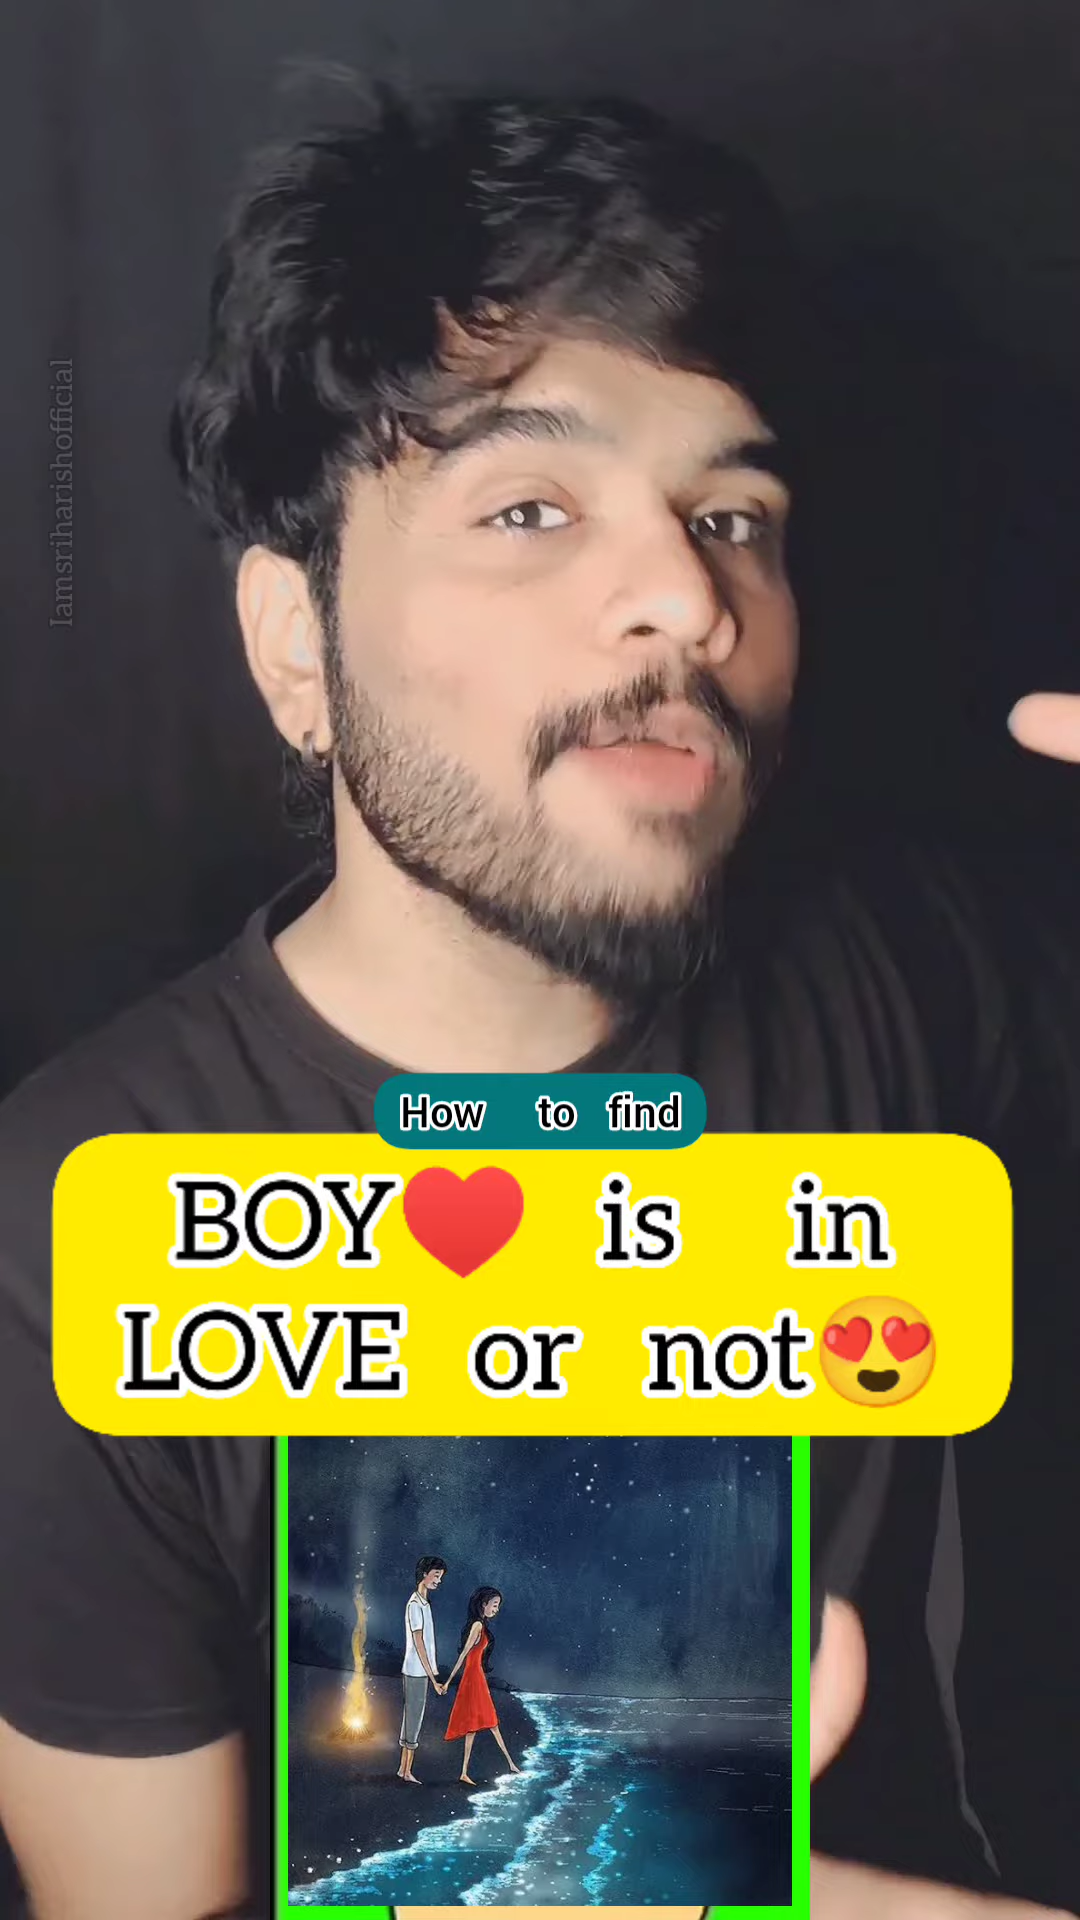 Iamsriharishofficial
How to find
BOY♥️ is in
LOVE or not😍